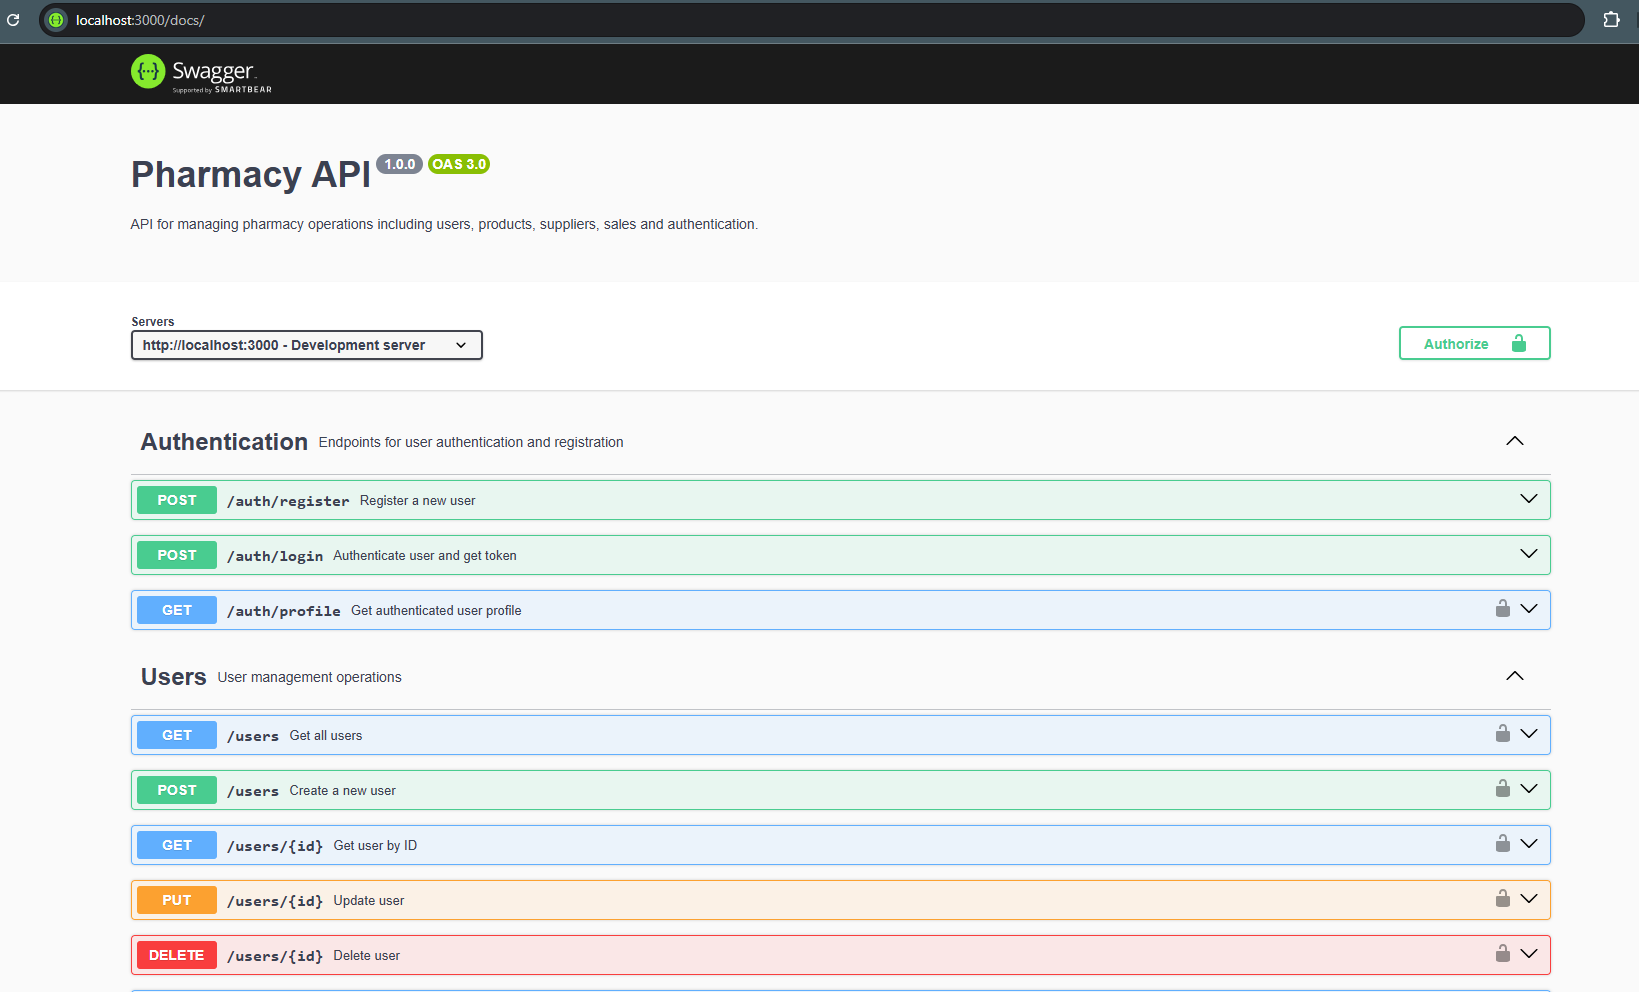 localhost:3000/docs/
Swagger
Supported by SMARTBEAR
Pharmacy API 1.0.0 OAS 3.0
API for managing pharmacy operations including users, products, suppliers, sales and authentication.
Servers
http://localhost:3000 - Development server
Authorize
Authentication Endpoints for user authentication and registration
POST /auth/register Register a new user
POST /auth/login Authenticate user and get token
GET /auth/profile Get authenticated user profile
Users User management operations
GET /users Get all users
POST /users Create a new user
GET /users/{id} Get user by ID
PUT /users/{id} Update user
DELETE /users/{id} Delete user